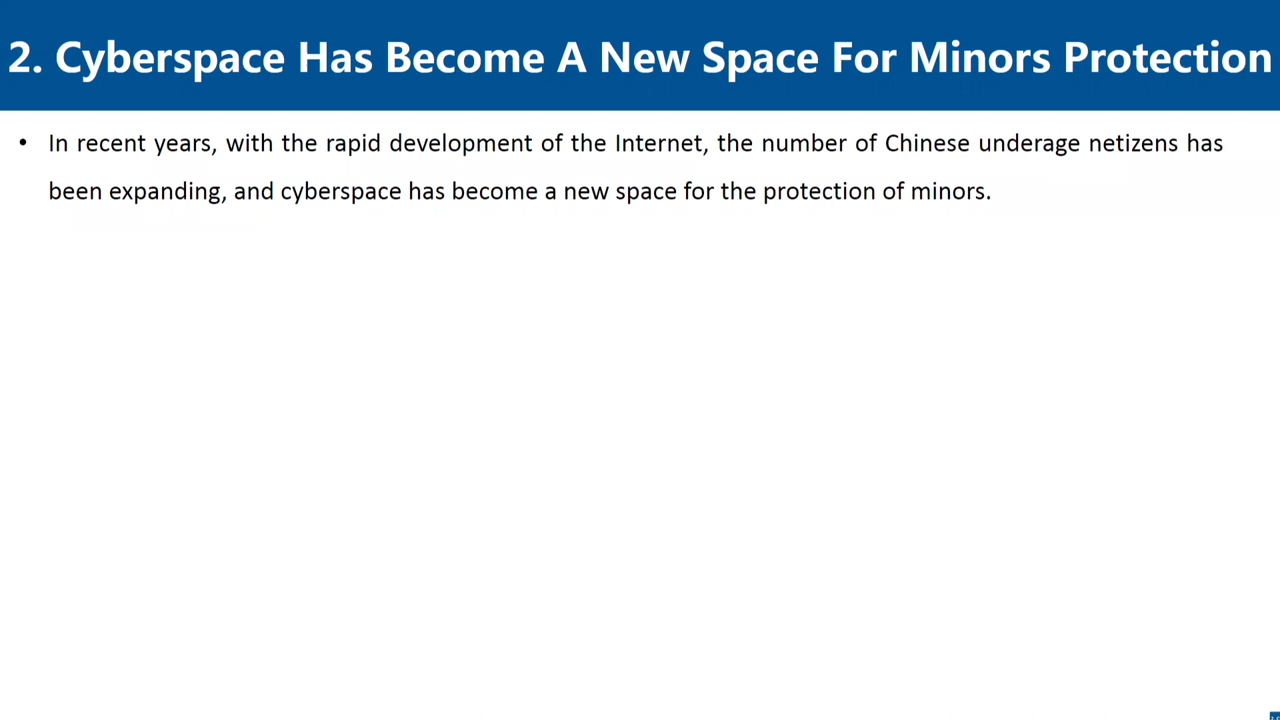 2. Cyberspace Has Become A New Space For Minors Protection
• In recent years, with the rapid development of the Internet, the number of Chinese underage netizens has
been expanding, and cyberspace has become a new space for the protection of minors.